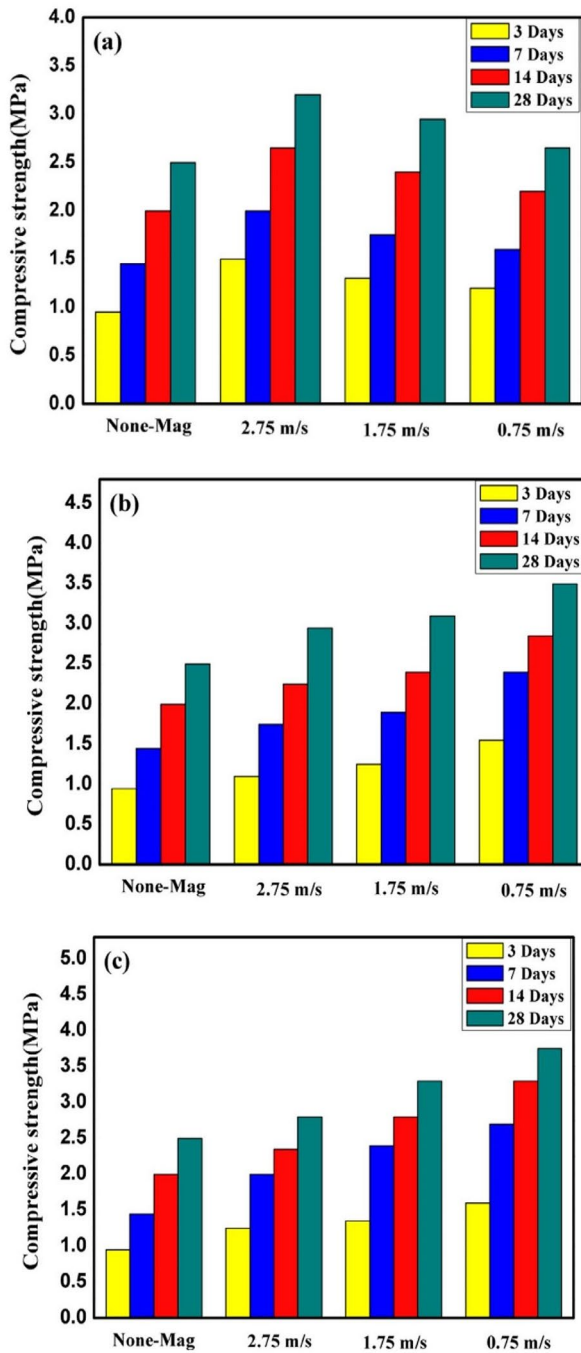 (a)
3 Days
7 Days
14 Days
28 Days
4.0
3.5
3.0
2.5
2.0
1.5
1.0
0.5
0.0
Compressive strength(MPa)
None-Mag 2.75 m/s 1.75 m/s 0.75 m/s
(b)
3 Days
7 Days
14 Days
28 Days
4.5
4.0
3.5
3.0
2.5
2.0
1.5
1.0
0.5
0.0
Compressive strength(MPa)
None-Mag 2.75 m/s 1.75 m/s 0.75 m/s
(c)
3 Days
7 Days
14 Days
28 Days
5.0
4.5
4.0
3.5
3.0
2.5
2.0
1.5
1.0
0.5
0.0
Compressive strength(MPa)
None-Mag 2.75 m/s 1.75 m/s 0.75 m/s